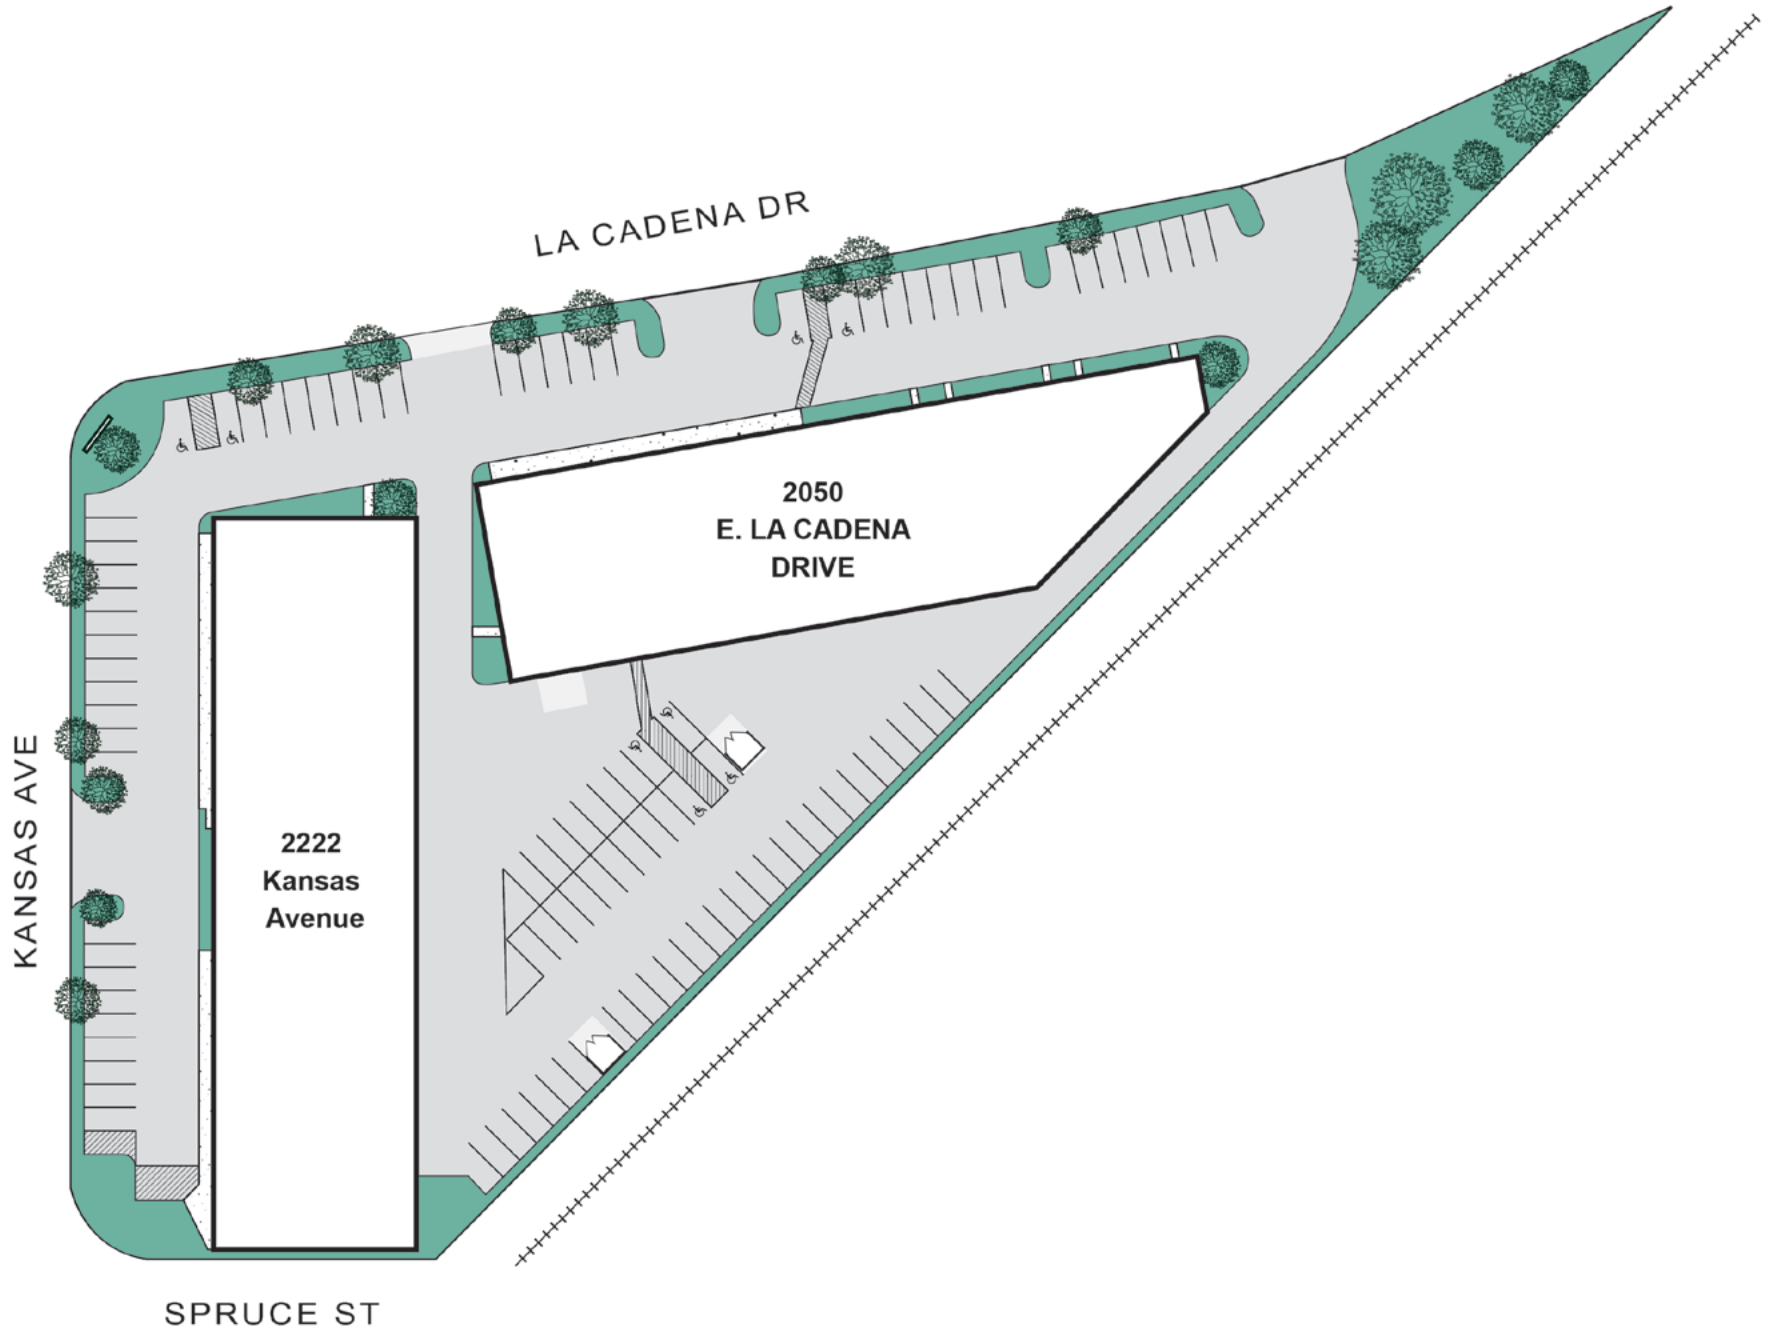 LA CADENA DR
2050
E. LA CADENA
DRIVE
KANSAS AVE
2222
Kansas
Avenue
SPRUCE ST